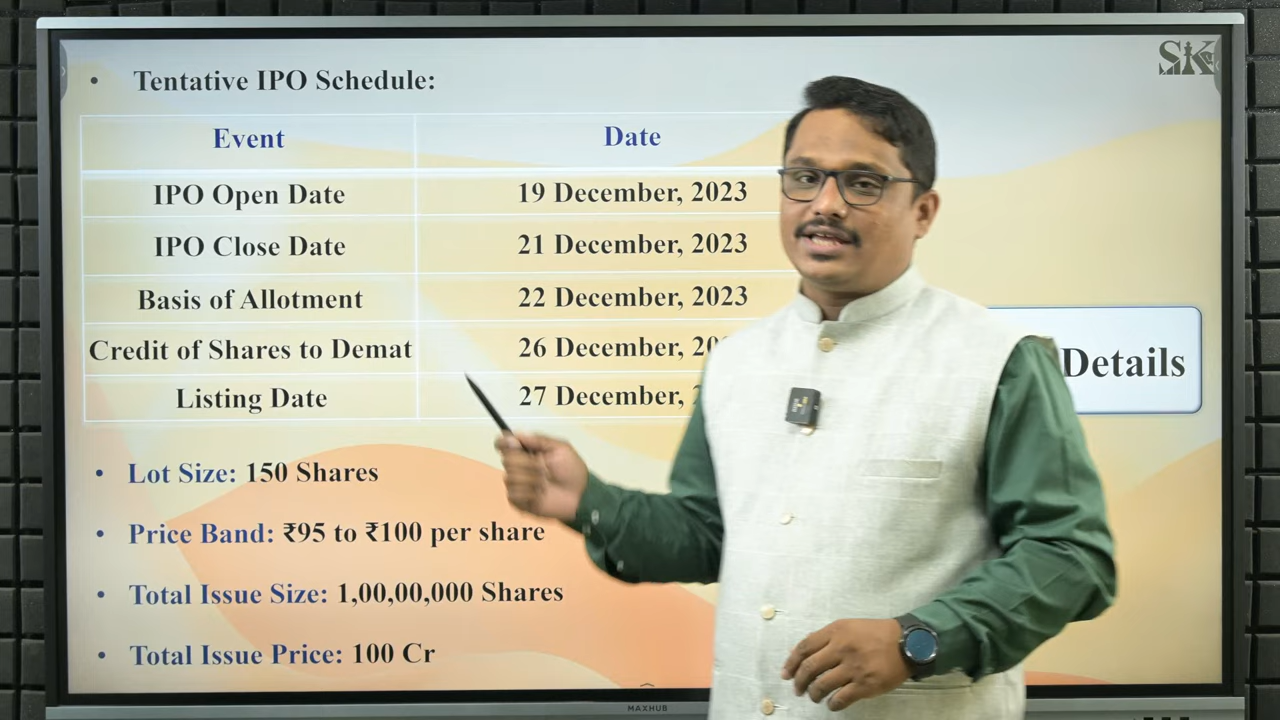 SK
• Tentative IPO Schedule:
Event Date
IPO Open Date 19 December, 2023
IPO Close Date 21 December, 2023
Basis of Allotment 22 December, 2023
Credit of Shares to Demat 26 December, 20
Listing Date 27 December, 2
Details
• Lot Size: 150 Shares
• Price Band: ₹95 to ₹100 per share
• Total Issue Size: 1,00,00,000 Shares
• Total Issue Price: 100 Cr
MAXHUB